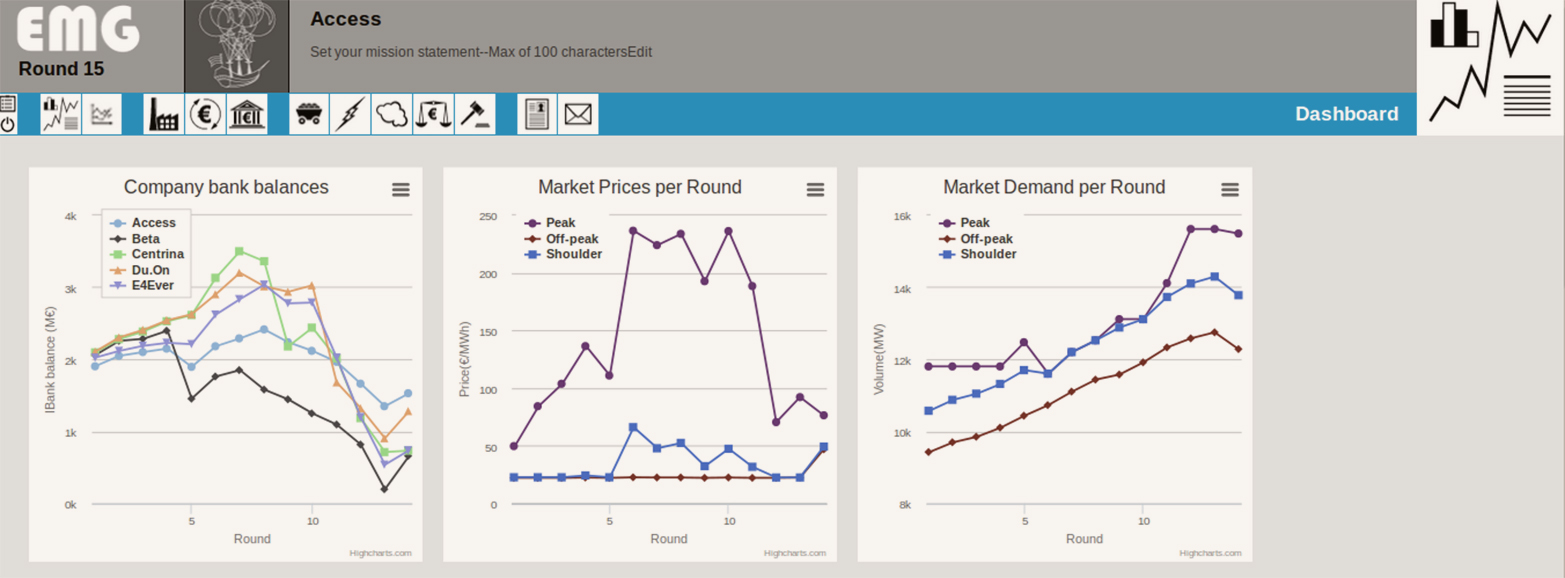 EMG
Round 15
Access
Set your mission statement--Max of 100 charactersEdit
Dashboard
Company bank balances
Access
Beta
Centrina
Du.On
E4Ever
IBank balance (M€)
4k
3k
2k
1k
0k
5
10
Round
Highcharts.com
Market Prices per Round
Peak
Off-peak
Shoulder
Price(€/MWh)
250
200
150
100
50
0
5
10
Round
Highcharts.com
Market Demand per Round
Peak
Off-peak
Shoulder
Volume(MW)
16k
14k
12k
10k
8k
5
10
Round
Highcharts.com